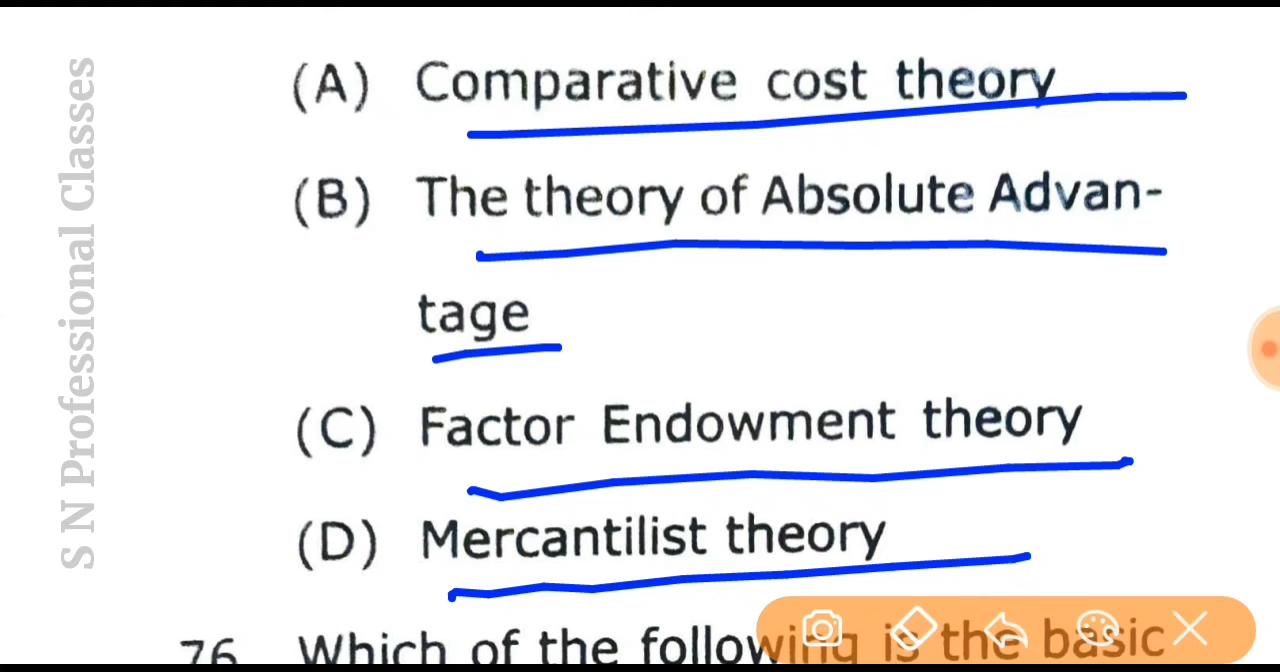 S N Professional Classes
(A) Comparative cost theory
(B) The theory of Absolute Advan-
tage
(C) Factor Endowment theory
(D) Mercantilist theory
76 Which of the following is the basic